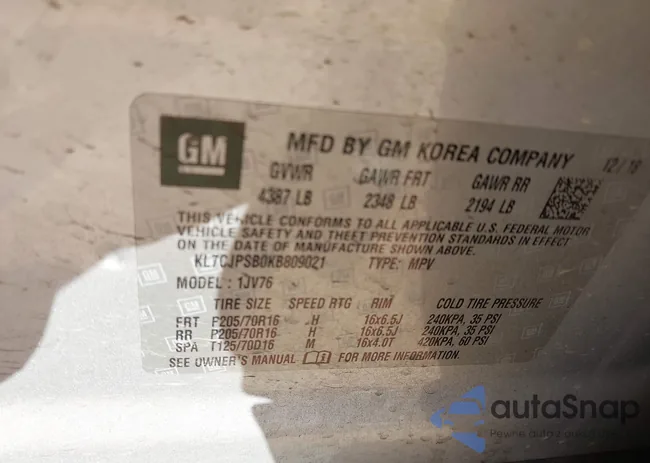 GM MFD BY GM KOREA COMPANY 12/18
GVWR GAWR FRT GAWR RR
4387 LB 2348 LB 2194 LB
THIS VEHICLE CONFORMS TO ALL APPLICABLE U.S. FEDERAL MOTOR
VEHICLE SAFETY AND THEFT PREVENTION STANDARDS IN EFFECT
ON THE DATE OF MANUFACTURE SHOWN ABOVE.
KL7CJPSB0KB809021 TYPE: MPV
MODEL: 1JV76
TIRE SIZE SPEED RTG RIM COLD TIRE PRESSURE
FRT P205/70R16 H 16x6.5J 240KPA, 35 PSI
RR P205/70R16 H 16x6.5J 240KPA, 35 PSI
SPA T125/70D16 M 16x4.0T 420KPA, 60 PSI
SEE OWNER'S MANUAL FOR MORE INFORMATION
autaSnap
Pewne auta z